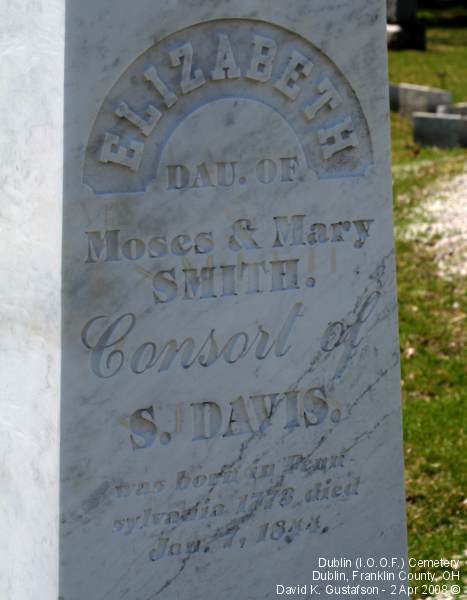 ELIZABETH
DAU. OF
Moses & Mary
SMITH.
Consort of
S. DAVIS.
was born in Penn-
sylvania 1773 died
Jan. 7, 1844.
Dublin (I.O.O.F.) Cemetery
Dublin, Franklin County, OH
David K. Gustafson - 2 Apr 2008 ©